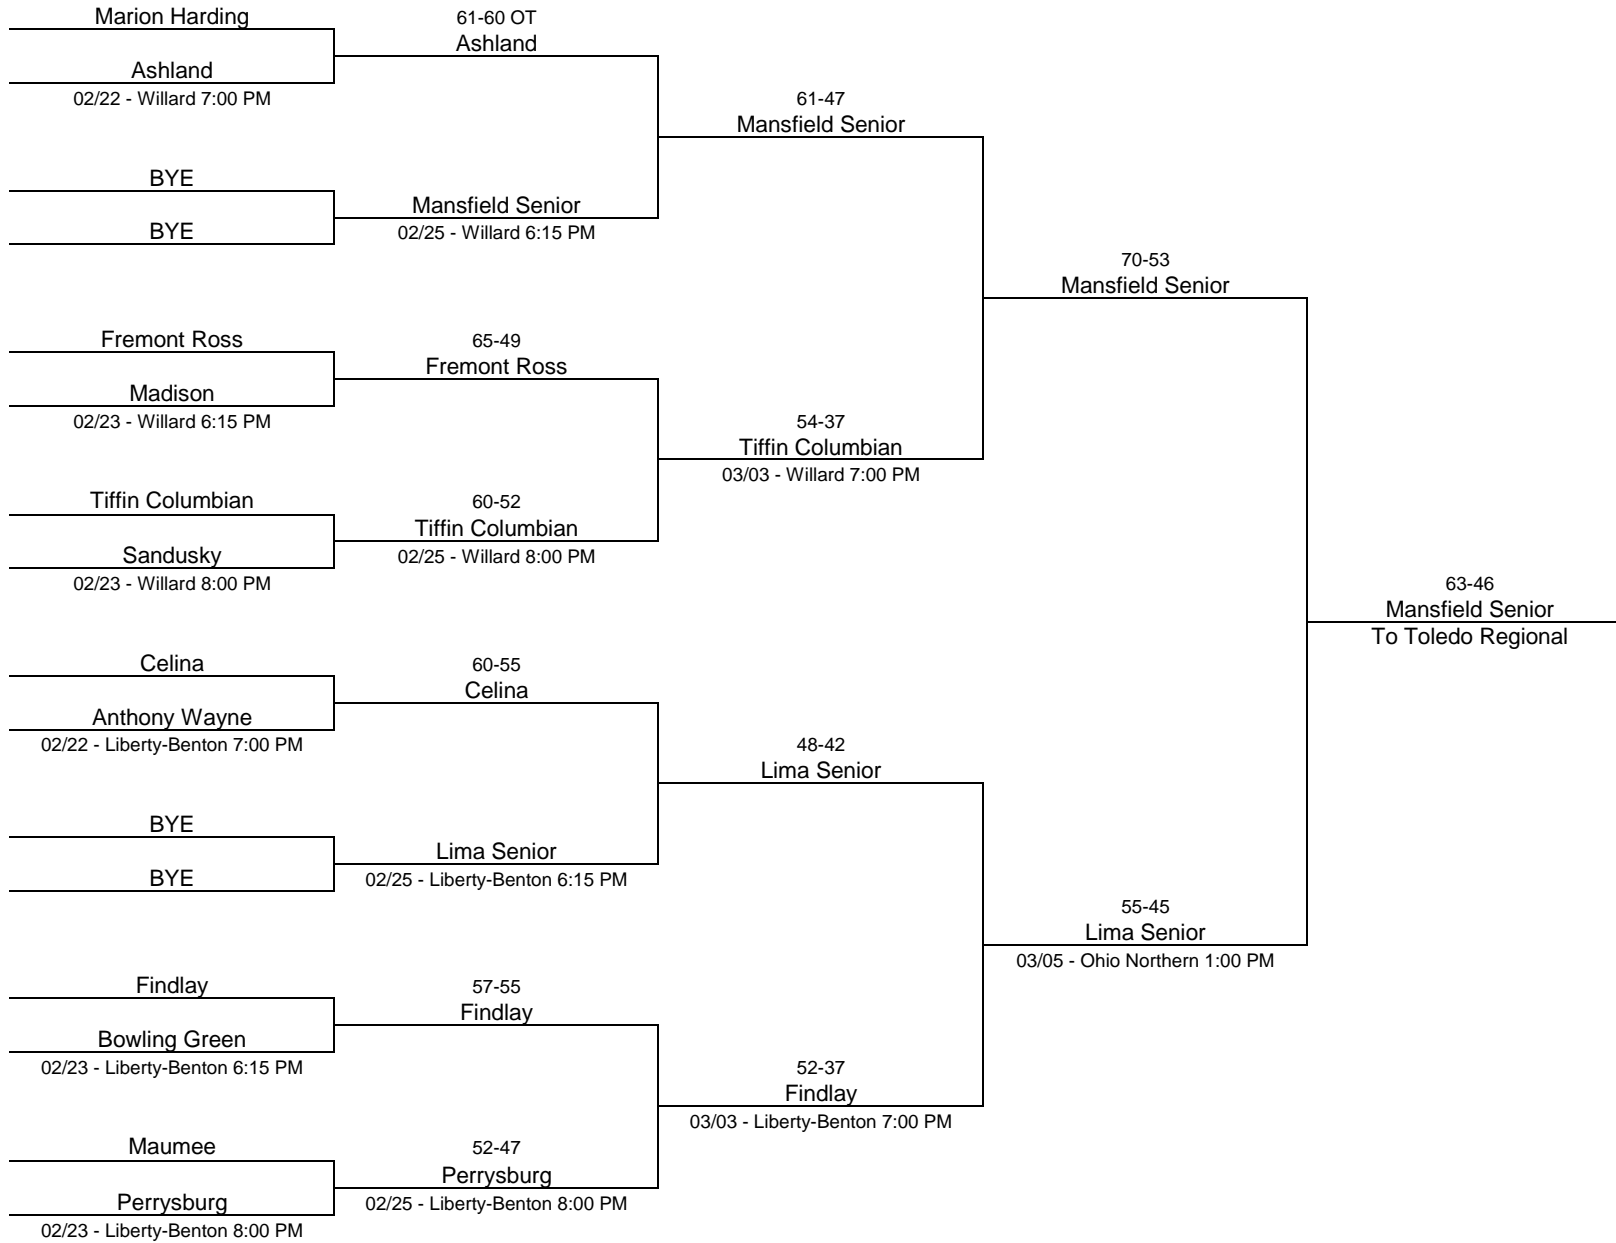 Marion Harding
Ashland
02/22 - Willard 7:00 PM
BYE
BYE
Fremont Ross
Madison
02/23 - Willard 6:15 PM
Tiffin Columbian
Sandusky
02/23 - Willard 8:00 PM
Celina
Anthony Wayne
02/22 - Liberty-Benton 7:00 PM
BYE
BYE
Findlay
Bowling Green
02/23 - Liberty-Benton 6:15 PM
Maumee
Perrysburg
02/23 - Liberty-Benton 8:00 PM
61-60 OT
Ashland
Mansfield Senior
02/25 - Willard 6:15 PM
65-49
Fremont Ross
60-52
Tiffin Columbian
02/25 - Willard 8:00 PM
60-55
Celina
Lima Senior
02/25 - Liberty-Benton 6:15 PM
57-55
Findlay
52-47
Perrysburg
02/25 - Liberty-Benton 8:00 PM
61-47
Mansfield Senior
54-37
Tiffin Columbian
03/03 - Willard 7:00 PM
48-42
Lima Senior
52-37
Findlay
03/03 - Liberty-Benton 7:00 PM
70-53
Mansfield Senior
55-45
Lima Senior
03/05 - Ohio Northern 1:00 PM
63-46
Mansfield Senior
To Toledo Regional